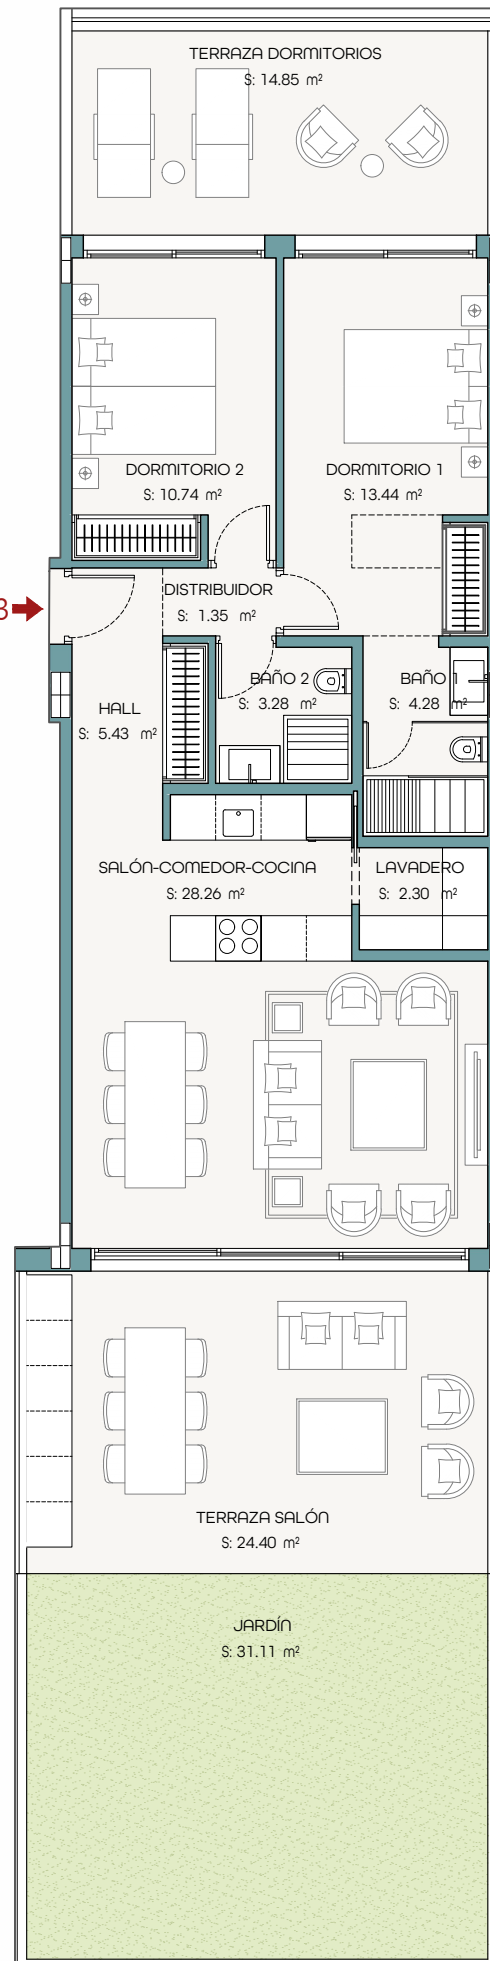 TERRAZA DORMITORIOS
S: 14.85 m²
DORMITORIO 2
S: 10.74 m²
DORMITORIO 1
S: 13.44 m²
DISTRIBUIDOR
S: 1.35 m²
3
HALL
S: 5.43 m²
BAÑO 2
S: 3.28 m²
BAÑO 1
S: 4.28 m²
SALÓN-COMEDOR-COCINA
S: 28.26 m²
LAVADERO
S: 2.30 m²
TERRAZA SALÓN
S: 24.40 m²
JARDÍN
S: 31.11 m²